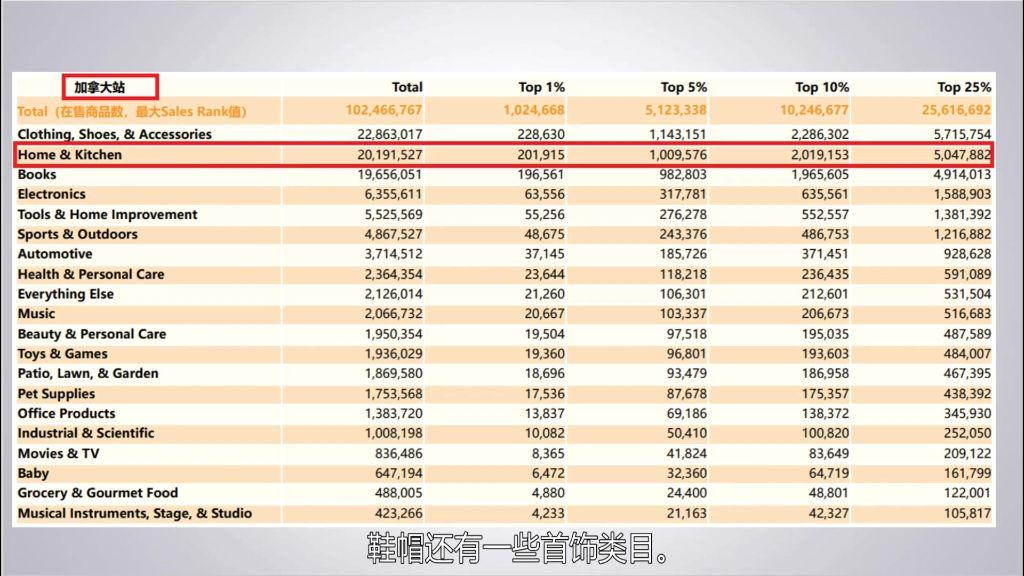 加拿大站 Total Top 1% Top 5% Top 10% Top 25%
Total（在售商品数，最大Sales Rank值） 102,466,767 1,024,668 5,123,338 10,246,677 25,616,692
Clothing, Shoes, & Accessories 22,863,017 228,630 1,143,151 2,286,302 5,715,754
Home & Kitchen 20,191,527 201,915 1,009,576 2,019,153 5,047,882
Books 19,656,051 196,561 982,803 1,965,605 4,914,013
Electronics 6,355,611 63,556 317,781 635,561 1,588,903
Tools & Home Improvement 5,525,569 55,256 276,278 552,557 1,381,392
Sports & Outdoors 4,867,527 48,675 243,376 486,753 1,216,882
Automotive 3,714,512 37,145 185,726 371,451 928,628
Health & Personal Care 2,364,354 23,644 118,218 236,435 591,089
Everything Else 2,126,014 21,260 106,301 212,601 531,504
Music 2,066,732 20,667 103,337 206,673 516,683
Beauty & Personal Care 1,950,354 19,504 97,518 195,035 487,589
Toys & Games 1,936,029 19,360 96,801 193,603 484,007
Patio, Lawn, & Garden 1,869,580 18,696 93,479 186,958 467,395
Pet Supplies 1,753,568 17,536 87,678 175,357 438,392
Office Products 1,383,720 13,837 69,186 138,372 345,930
Industrial & Scientific 1,008,198 10,082 50,410 100,820 252,050
Movies & TV 836,486 8,365 41,824 83,649 209,122
Baby 647,194 6,472 32,360 64,719 161,799
Grocery & Gourmet Food 488,005 4,880 24,400 48,801 122,001
Musical Instruments, Stage, & Studio 423,266 4,233 21,163 42,327 105,817
鞋帽还有一些首饰类目。